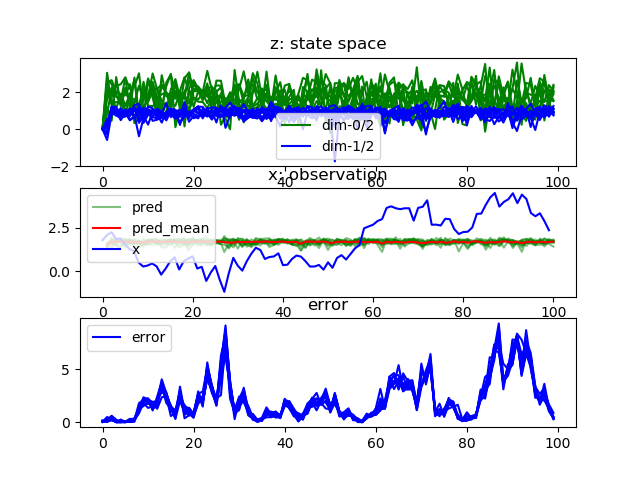 z: state space
2
0
−2
dim-0/2
dim-1/2
0 20 40 60 80 100
x: observation
2.5
0.0
pred
pred_mean
x
0 20 40 60 80 100
error
5
0
error
0 20 40 60 80 100